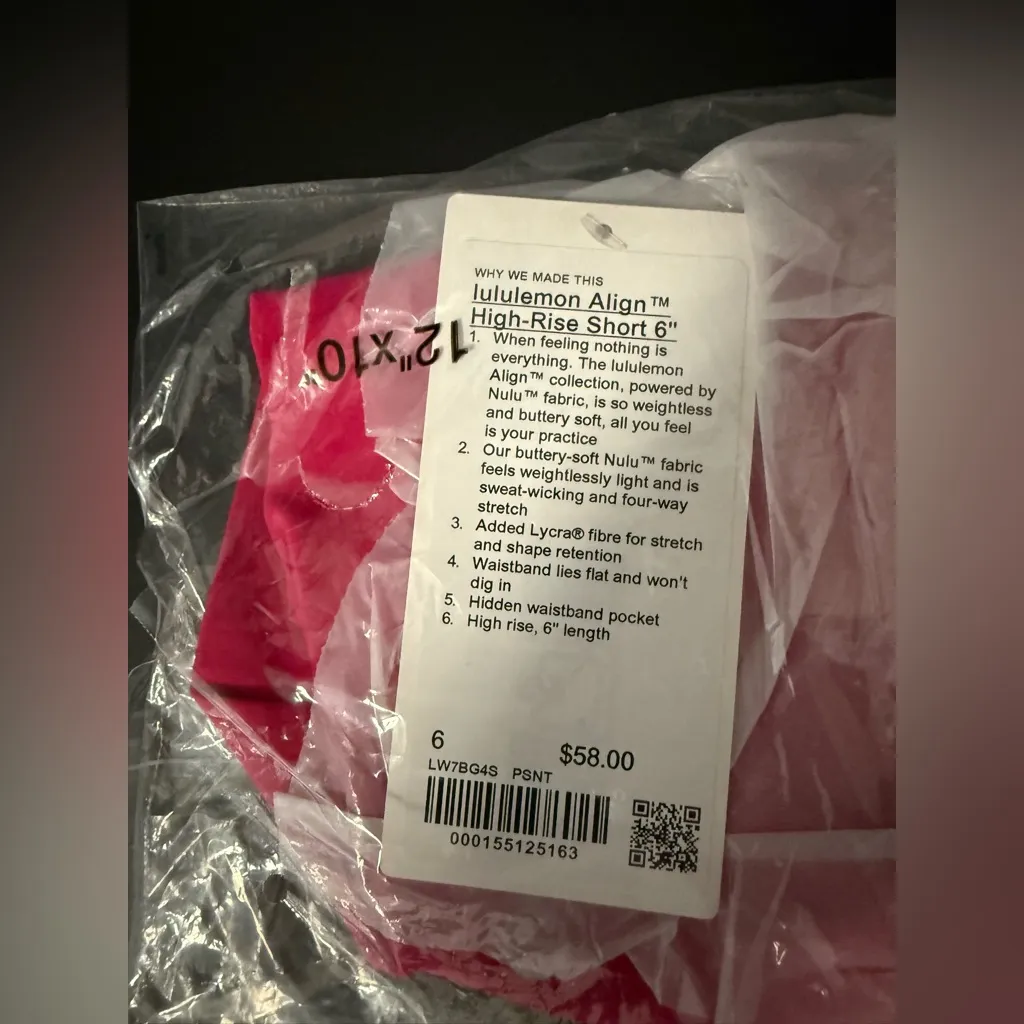 WHY WE MADE THIS
lululemon Align™
High-Rise Short 6"
1. When feeling nothing is
everything. The lululemon
Align™ collection, powered by
Nulu™ fabric, is so weightless
and buttery soft, all you feel
is your practice
2. Our buttery-soft Nulu™ fabric
feels weightlessly light and is
sweat-wicking and four-way
stretch
3. Added Lycra® fibre for stretch
and shape retention
4. Waistband lies flat and won't
dig in
5. Hidden waistband pocket
6. High rise, 6" length
6 $58.00
LW7BG4S PSNT
000155125163
12"x10"